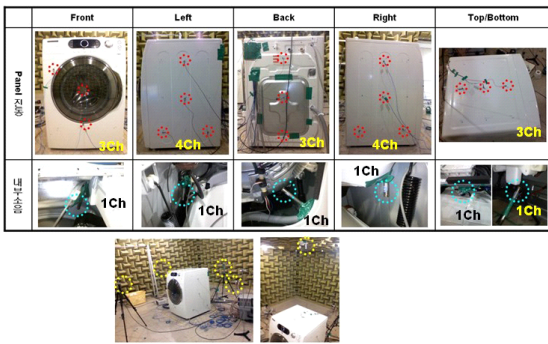 Front Left Back Right Top/Bottom
Panel 진동
3Ch 4Ch 3Ch 4Ch 3Ch
내부소음
1Ch 1Ch 1Ch 1Ch 1Ch 1Ch